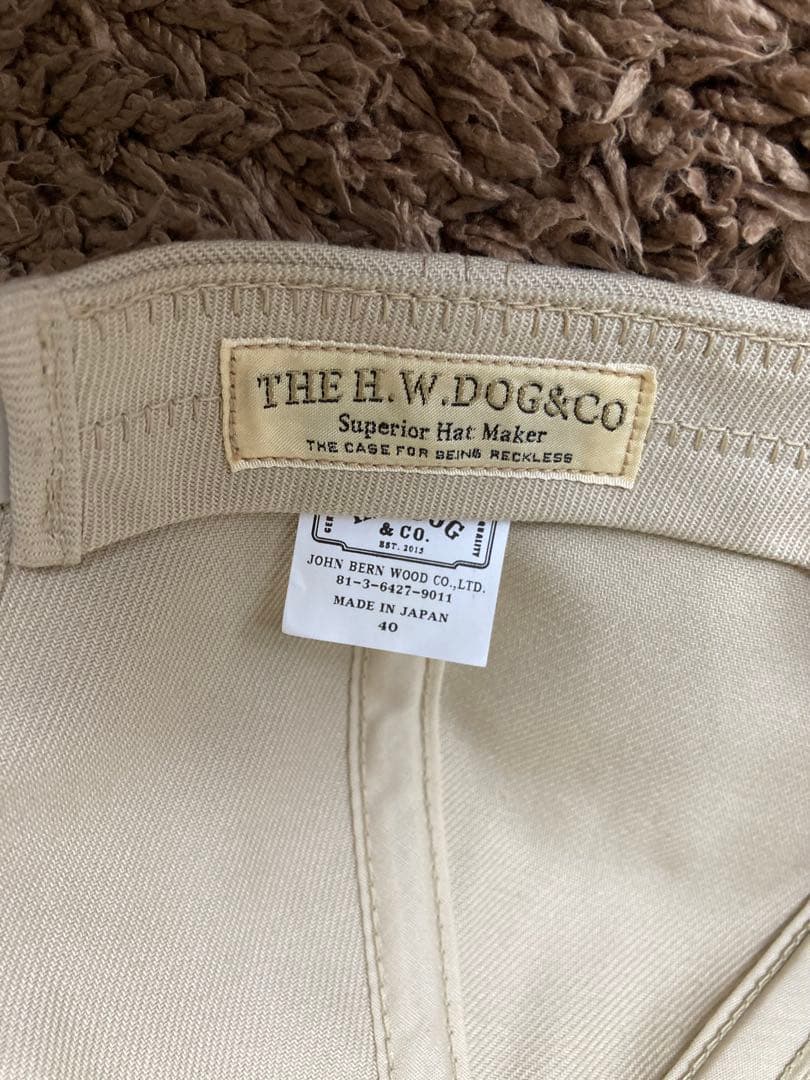 THE H.W.DOG&CO
Superior Hat Maker
THE CASE FOR BEING RECKLESS
& CO.
EST. 2013
QUALITY
JOHN BERN WOOD CO.,LTD.
81-3-6427-9011
MADE IN JAPAN
40